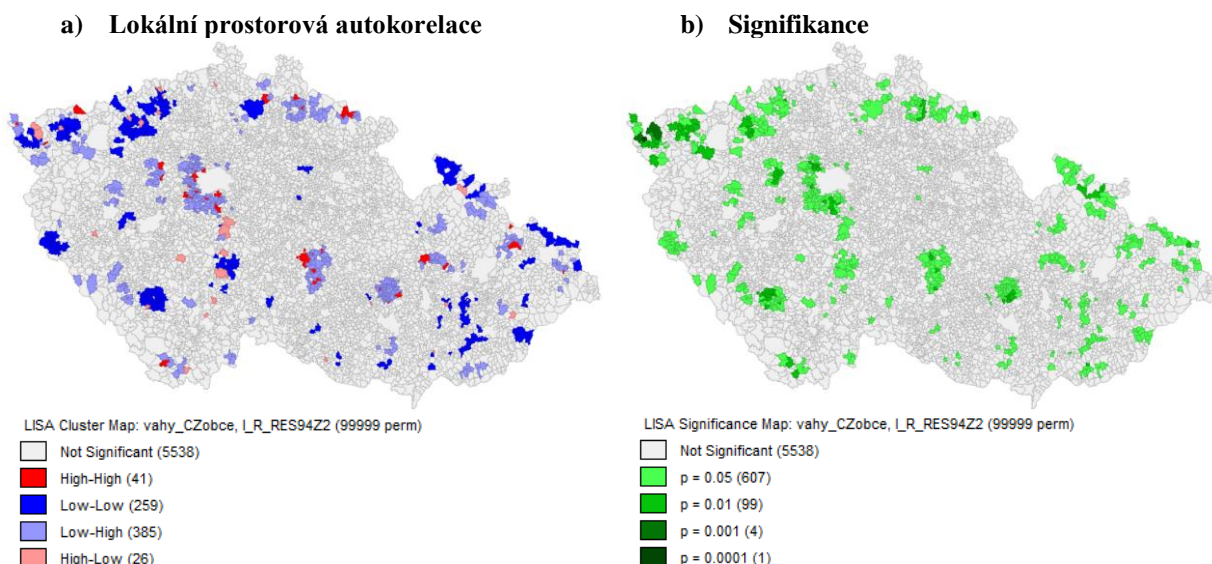 a) Lokální prostorová autokorelace
LISA Cluster Map: vahy_CZobce, I_R_RES94Z2 (99999 perm)
Not Significant (5538)
High-High (41)
Low-Low (259)
Low-High (385)
High-Low (26)
b) Signifikance
LISA Significance Map: vahy_CZobce, I_R_RES94Z2 (99999 perm)
Not Significant (5538)
p = 0.05 (607)
p = 0.01 (99)
p = 0.001 (4)
p = 0.0001 (1)